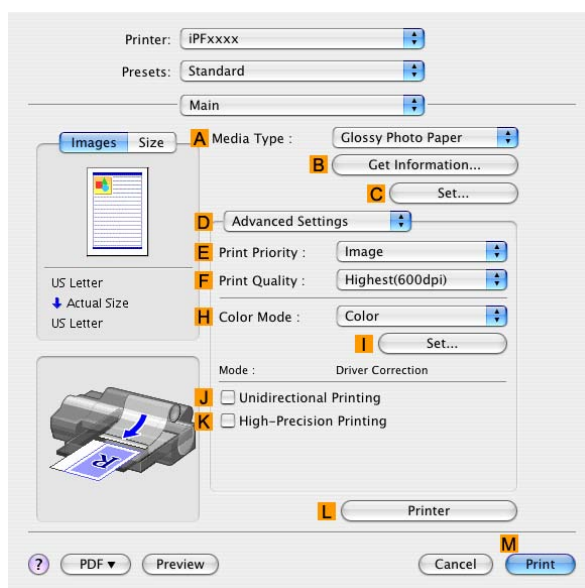 Printer: iPFxxxx
Presets: Standard
Main
Images Size
A Media Type : Glossy Photo Paper
B Get Information...
C Set...
D Advanced Settings
E Print Priority : Image
F Print Quality : Highest(600dpi)
H Color Mode : Color
I Set...
Mode : Driver Correction
J Unidirectional Printing
K High-Precision Printing
L Printer
US Letter
Actual Size
US Letter
R
M
? PDF Preview Cancel Print